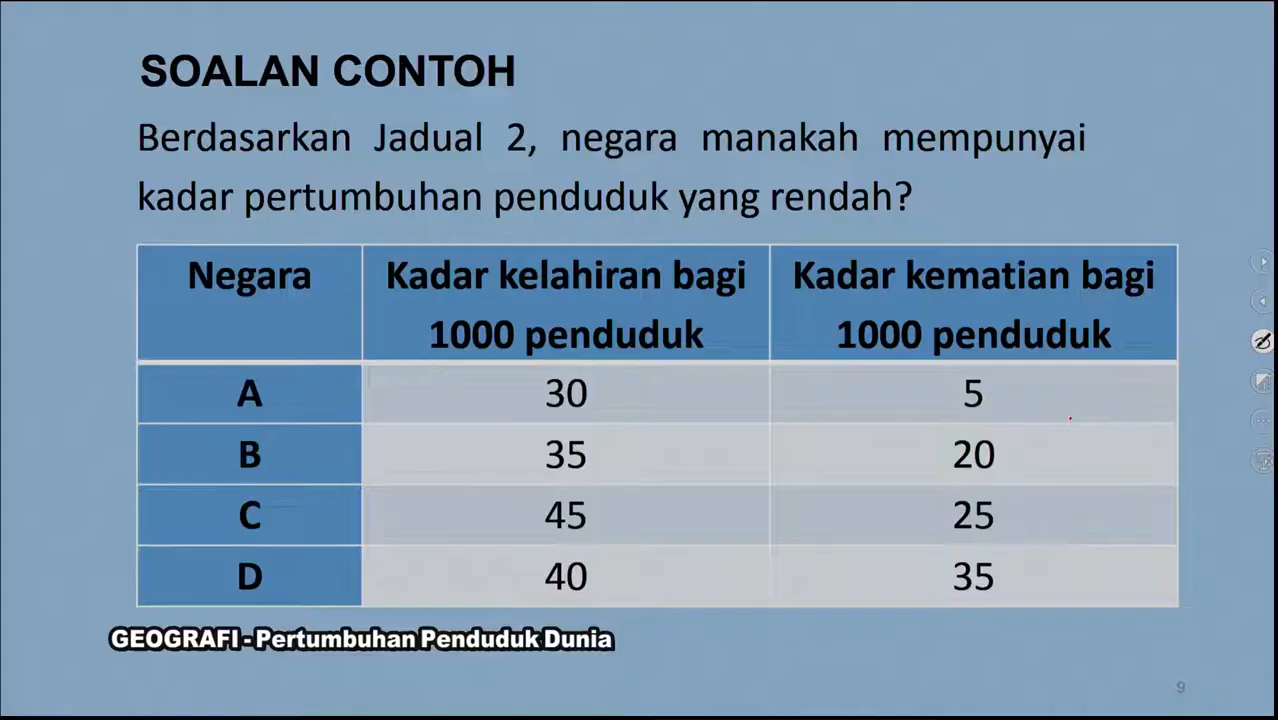 SOALAN CONTOH
Berdasarkan Jadual 2, negara manakah mempunyai
kadar pertumbuhan penduduk yang rendah?
Negara Kadar kelahiran bagi 1000 penduduk Kadar kematian bagi 1000 penduduk
A 30 5
B 35 20
C 45 25
D 40 35
GEOGRAFI - Pertumbuhan Penduduk Dunia
9